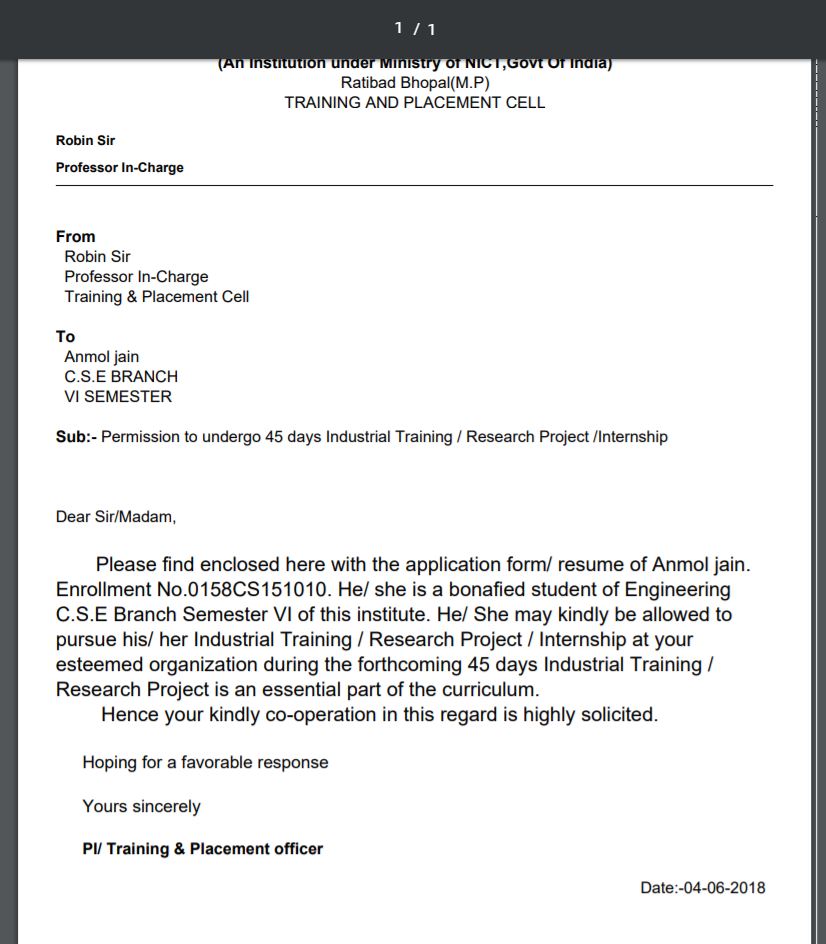 1 / 1
(An Institution under Ministry of NICT,Govt Of India)
Ratibad Bhopal(M.P)
TRAINING AND PLACEMENT CELL
Robin Sir
Professor In-Charge
From
Robin Sir
Professor In-Charge
Training & Placement Cell
To
Anmol jain
C.S.E BRANCH
VI SEMESTER
Sub:- Permission to undergo 45 days Industrial Training / Research Project /Internship
Dear Sir/Madam,
Please find enclosed here with the application form/ resume of Anmol jain.
Enrollment No.0158CS151010. He/ she is a bonafied student of Engineering
C.S.E Branch Semester VI of this institute. He/ She may kindly be allowed to
pursue his/ her Industrial Training / Research Project / Internship at your
esteemed organization during the forthcoming 45 days Industrial Training /
Research Project is an essential part of the curriculum.
Hence your kindly co-operation in this regard is highly solicited.
Hoping for a favorable response
Yours sincerely
PI/ Training & Placement officer
Date:-04-06-2018